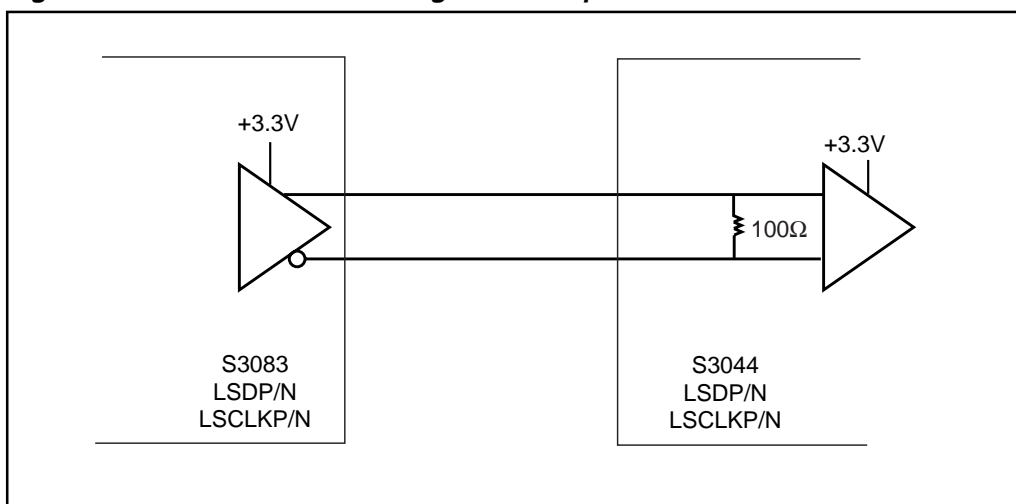 +3.3V
+3.3V
100Ω
S3083
LSDP/N
LSCLKP/N
S3044
LSDP/N
LSCLKP/N